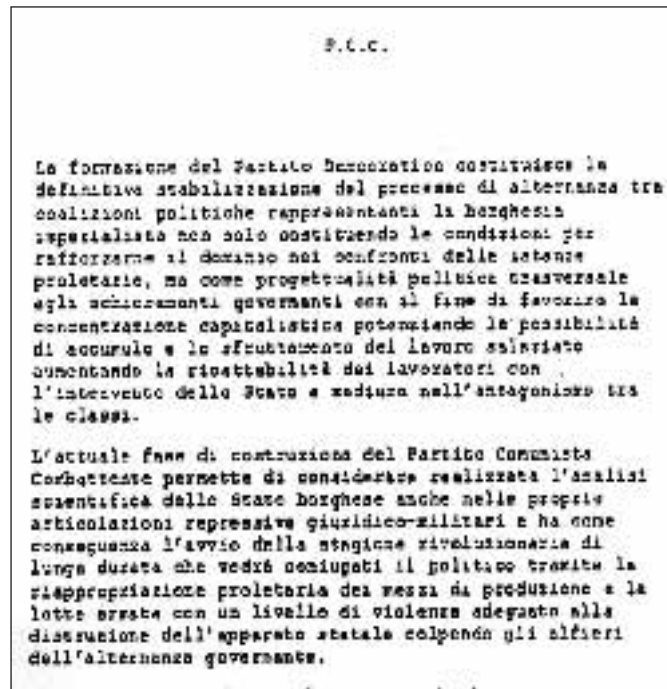 P.C.C.
La formazione del Partito Democratico costituisce la
definitiva stabilizzazione del processo di alternanza tra
coalizioni politiche rappresentanti la borghesia
imperialista non solo costituendo le condizioni per
rafforzarne il dominio nei confronti delle istanze
proletarie, ma come progettualità politica trasversale
agli schieramenti governanti con il fine di favorire la
concentrazione capitalistica potenziando le possibilità
di accumulo e lo sfruttamento del lavoro salariato
aumentando la ricattabilità dei lavoratori con
l'intervento dello Stato a nell'antagonismo tra
le classi.
L'attuale fase di costruzione del Partito Comunista
Combattente permette di considerare realizzata l'analisi
scientifica dello Stato borghese anche nelle proprie
articolazioni repressive giuridico-militari e ha come
conseguenza l'avvio della stagione rivoluzionaria di
lunga durata che vedrà coniugati il politico tramite la
riappropriazione proletaria dei mezzi di produzione e la
lotta armata con un livello di violenza adeguato alla
distruzione dell'apparato statale colpendo gli alfieri
dell'alternanza governante.